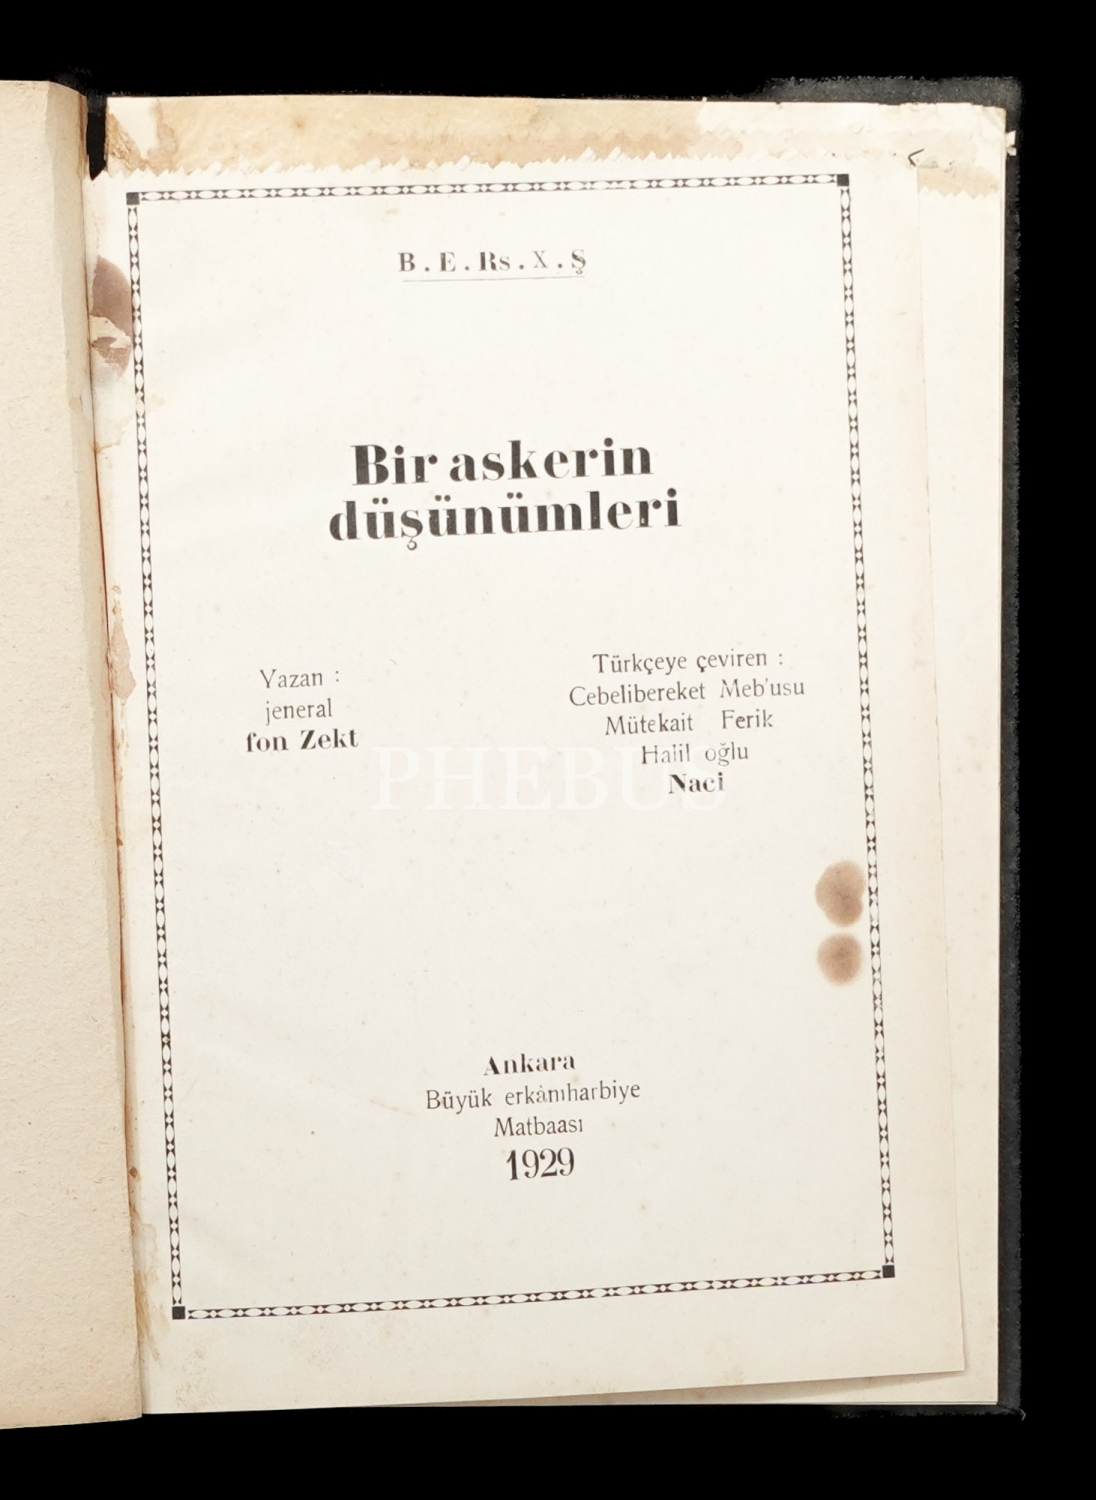 B. E. Rs. X. Ş
Bir askerin
düşünümleri
Yazan :
jeneral
fon Zekt
Türkçeye çeviren :
Cebelibereket Meb'usu
Mütekait Ferik
Halil oğlu
Naci
PHEBUS
Ankara
Büyük erkânıharbiye
Matbaası
1929